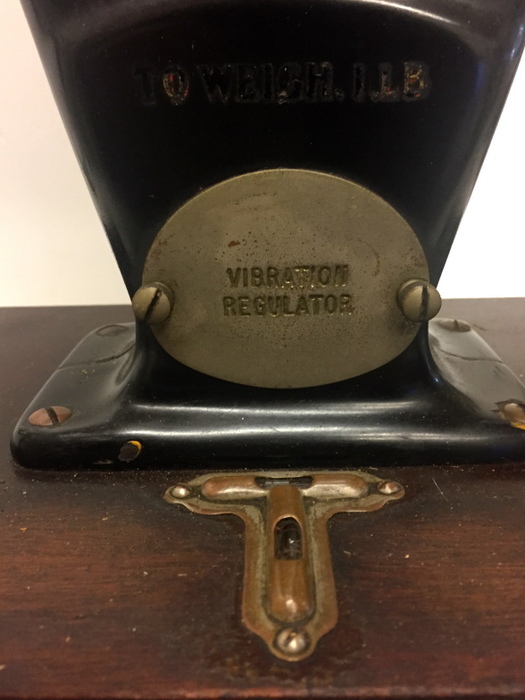 TO WEIGH. 1 LB
VIBRATION
REGULATOR